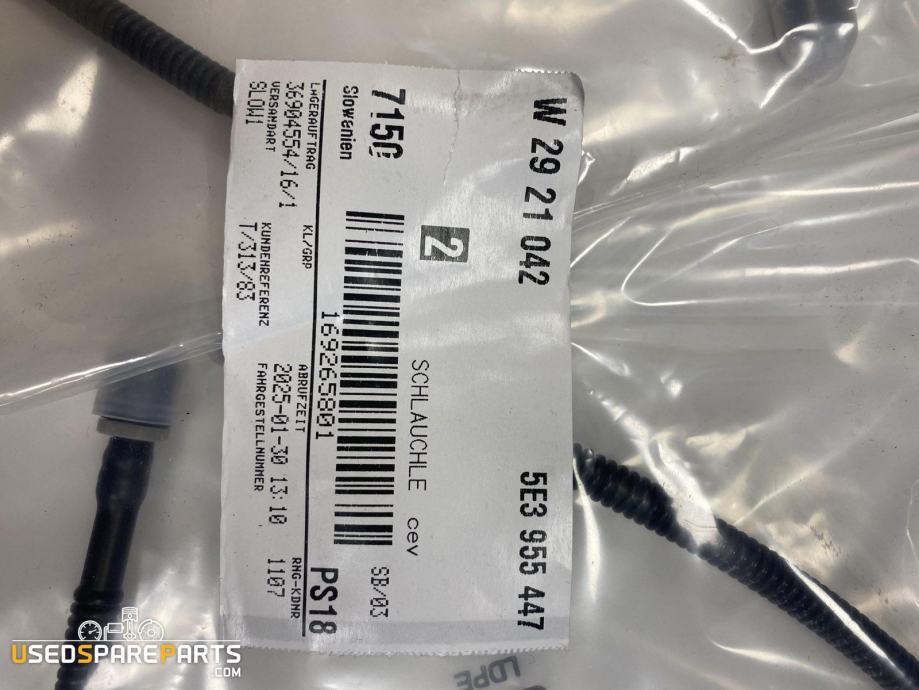 W 29 21 042 5E3 955 447
SCHLAUCHLE cev
2
7150 SB/03
Slowenien
169265801
PS18
LAGERAUFTRAG KL/GRP ABRUFZEIT RNG-KDNR
36904554/16/1 2025-01-30 13:10 1107
VERSANDART KUNDENREFERENZ FAHRGESTELLNUMMER
SLOW1 T/313/83
LDPE
USEDSPAREPARTS
.COM